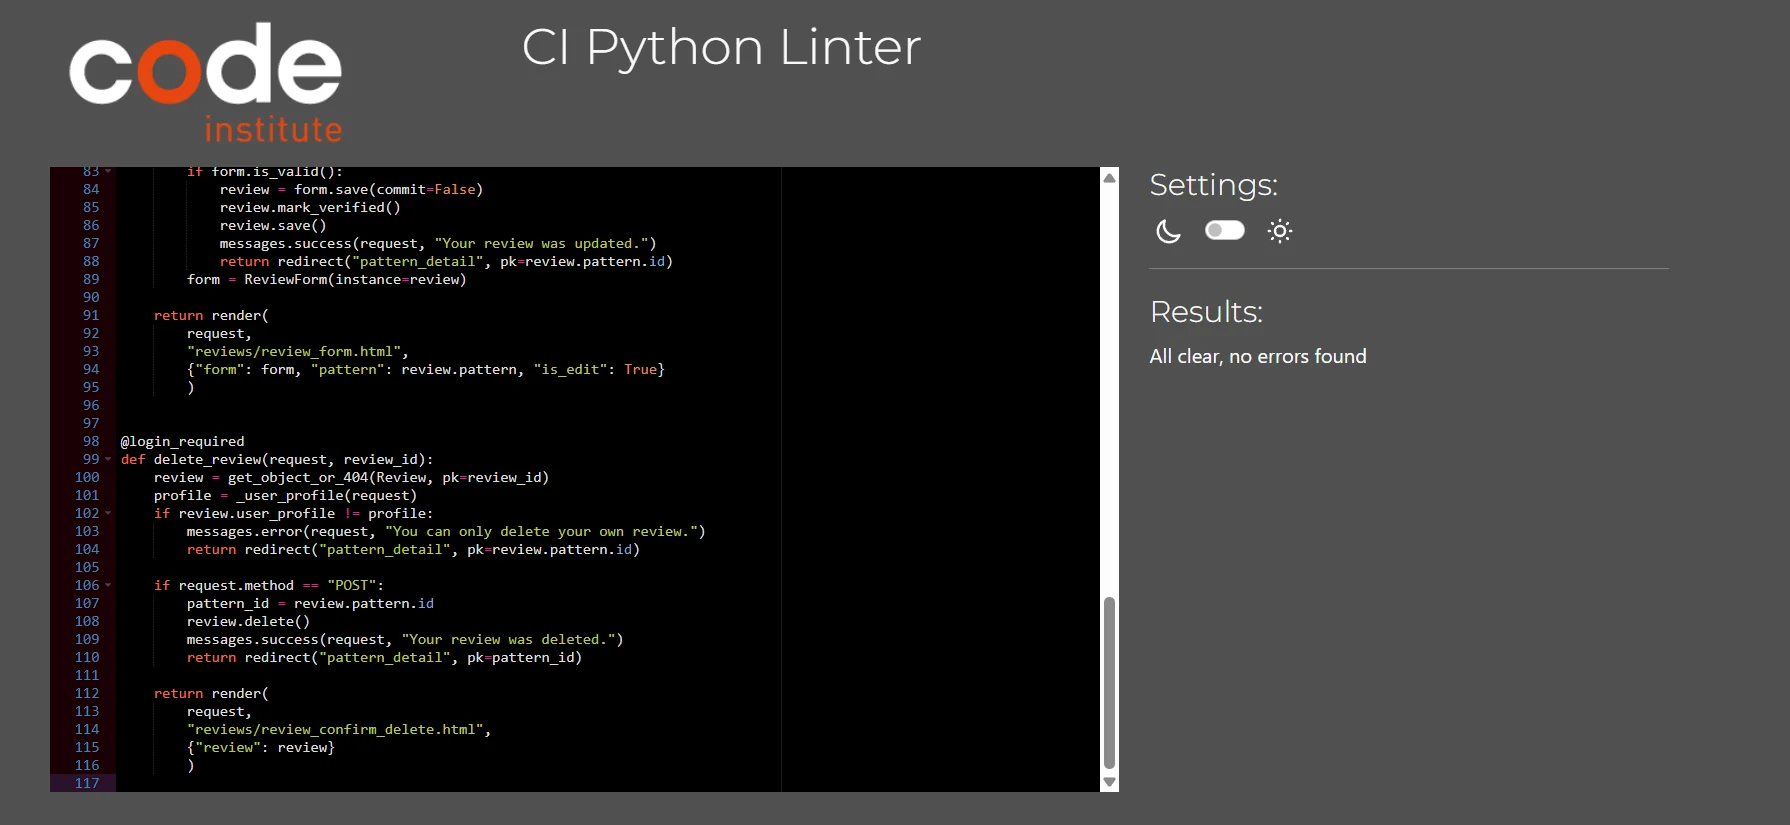 code
institute
CI Python Linter
83 if form.is_valid():
84 review = form.save(commit=False)
85 review.mark_verified()
86 review.save()
87 messages.success(request, "Your review was updated.")
88 return redirect("pattern_detail", pk=review.pattern.id)
89 form = ReviewForm(instance=review)
90
91 return render(
92 request,
93 "reviews/review_form.html",
94 {"form": form, "pattern": review.pattern, "is_edit": True}
95 )
96
97
98 @login_required
99 def delete_review(request, review_id):
100 review = get_object_or_404(Review, pk=review_id)
101 profile = _user_profile(request)
102 if review.user_profile != profile:
103 messages.error(request, "You can only delete your own review.")
104 return redirect("pattern_detail", pk=review.pattern.id)
105
106 if request.method == "POST":
107 pattern_id = review.pattern.id
108 review.delete()
109 messages.success(request, "Your review was deleted.")
110 return redirect("pattern_detail", pk=pattern_id)
111
112 return render(
113 request,
114 "reviews/review_confirm_delete.html",
115 {"review": review}
116 )
117
Settings:
Results:
All clear, no errors found